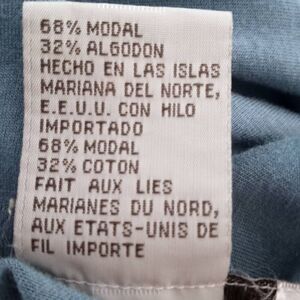 68% MODAL
32% ALGODON
HECHO EN LAS ISLAS
MARIANA DEL NORTE,
E.E.U.U. CON HILO
IMPORTADO
68% MODAL
32% COTON
FAIT AUX LIES
MARIANES DU NORD,
AUX ETATS-UNIS DE
FIL IMPORTE